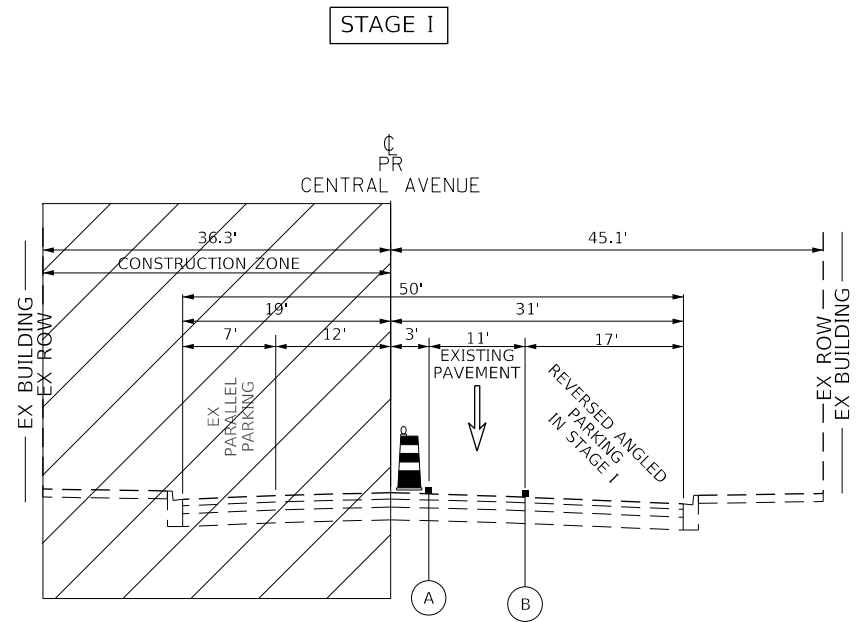 STAGE I
℄
PR
CENTRAL AVENUE
36.3'
45.1'
CONSTRUCTION ZONE
50'
19'
31'
7'
12'
3'
11'
17'
EX BUILDING
EX ROW
EX
PARALLEL
PARKING
EXISTING
PAVEMENT
REVERSED ANGLED
PARKING
IN STAGE I
EX ROW
EX BUILDING
A
B